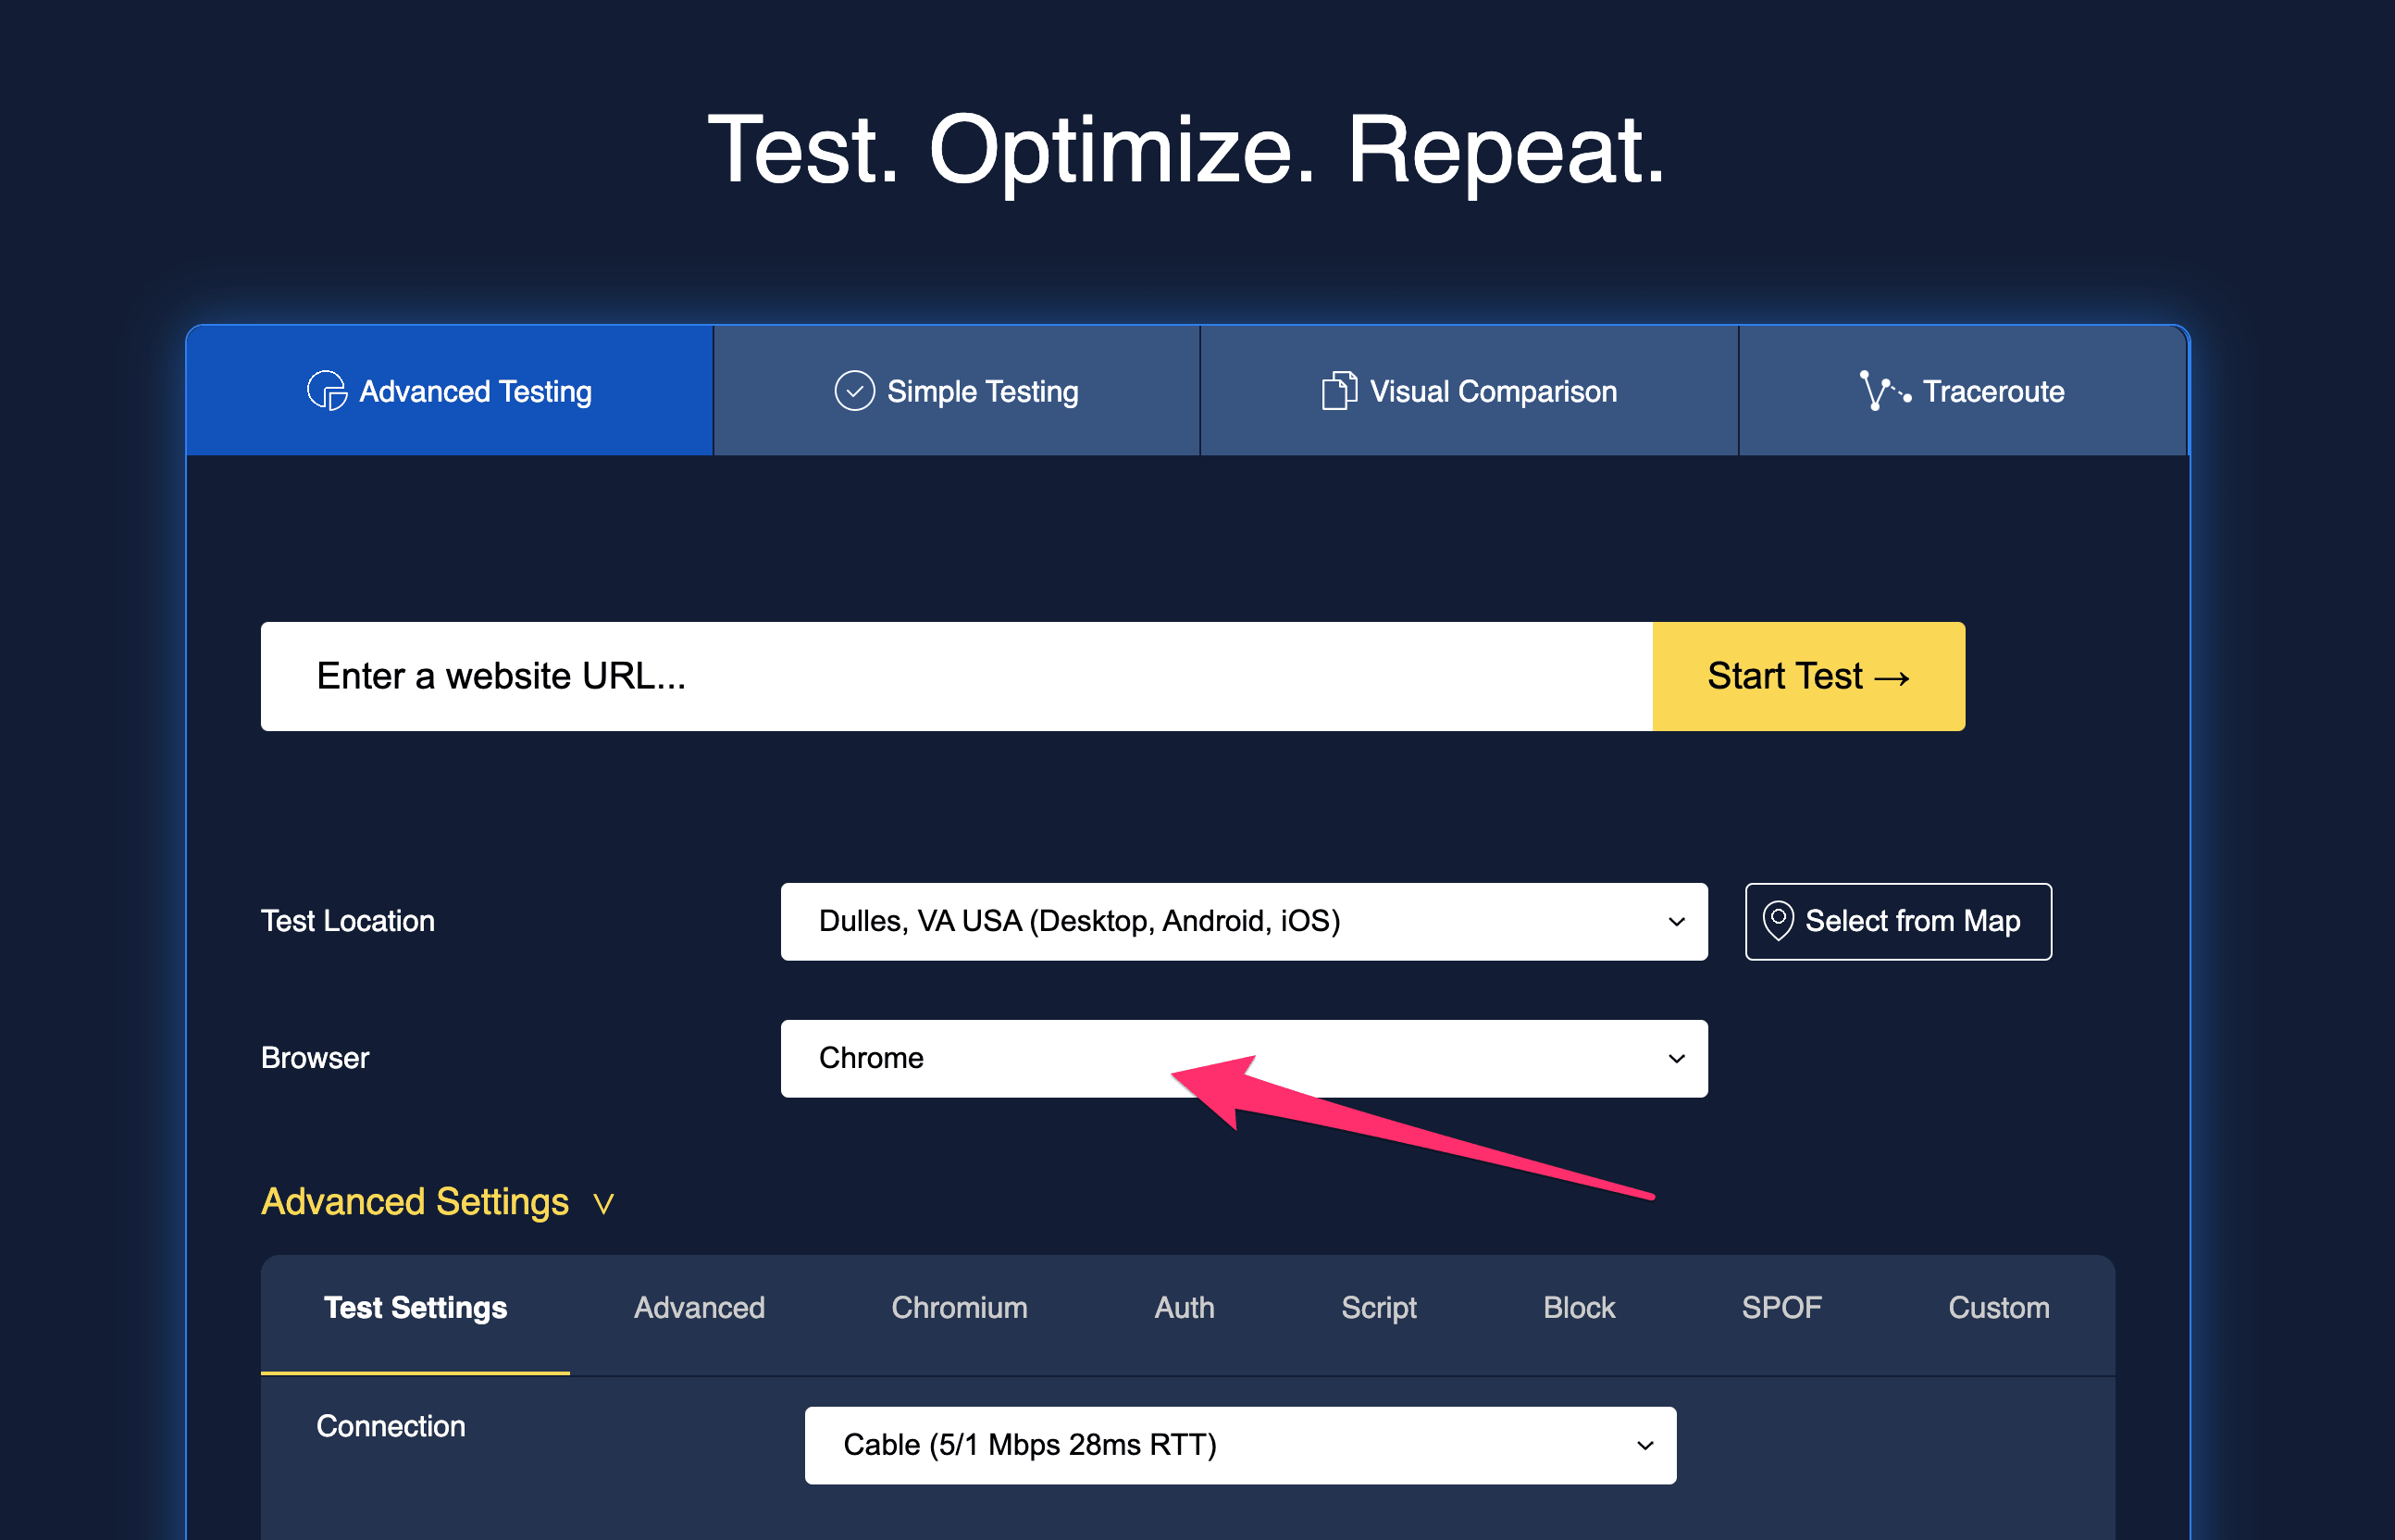 Test. Optimize. Repeat.
Advanced Testing
Simple Testing
Visual Comparison
Traceroute
Enter a website URL...
Start Test →
Test Location
Dulles, VA USA (Desktop, Android, iOS)
Select from Map
Browser
Chrome
Advanced Settings
Test Settings
Advanced
Chromium
Auth
Script
Block
SPOF
Custom
Connection
Cable (5/1 Mbps 28ms RTT)